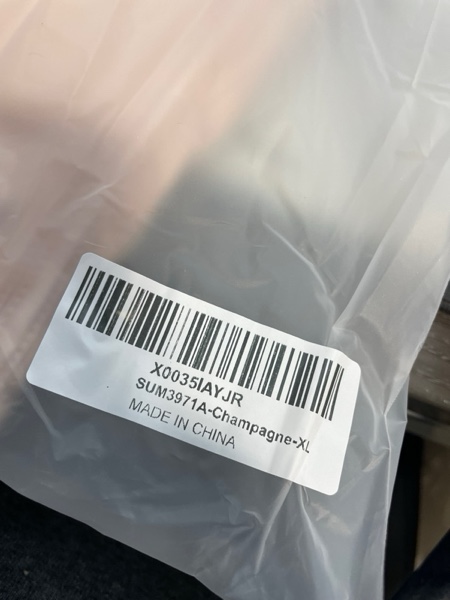 X0035IAYJR
SUM3971A-Champagne-XL
MADE IN CHINA